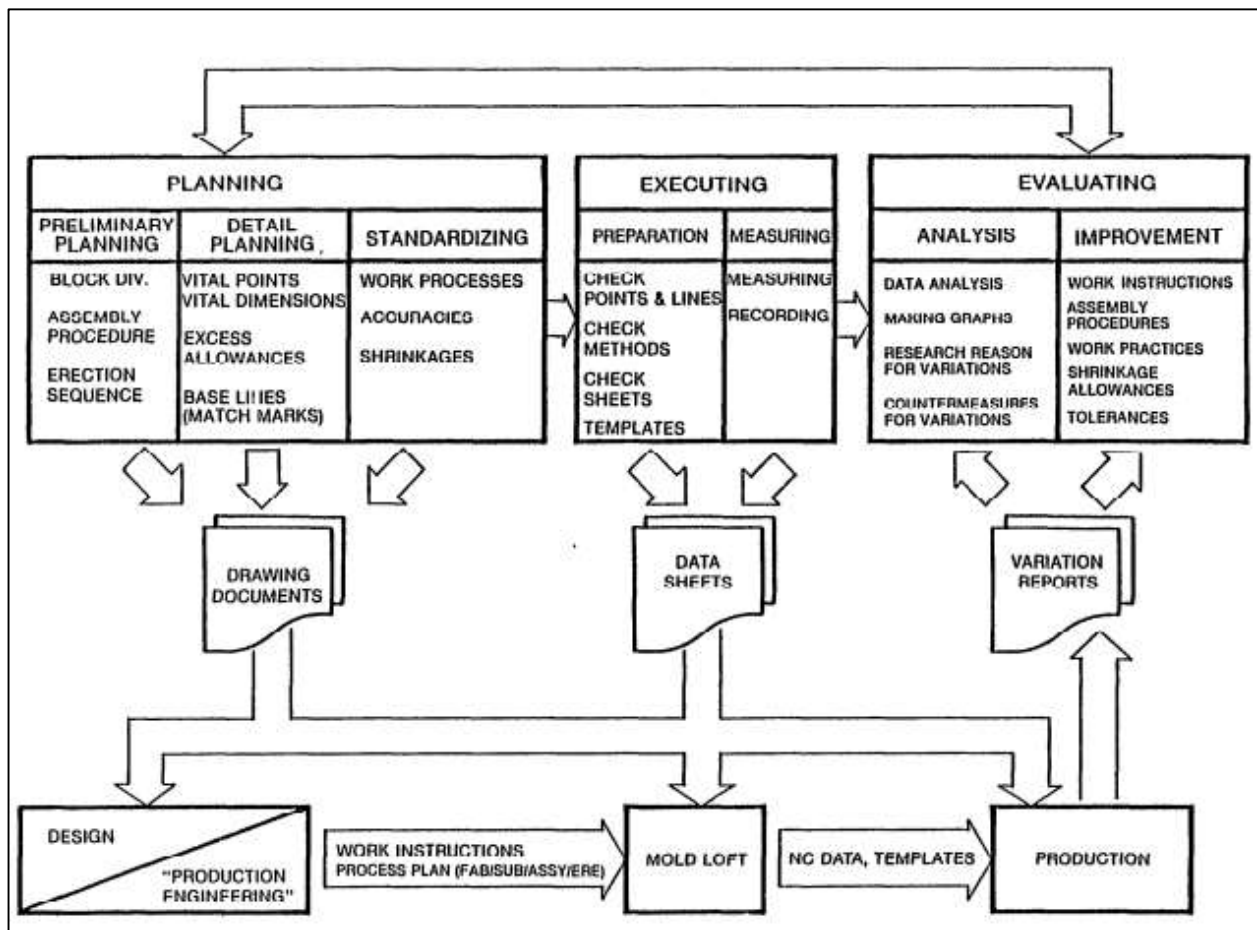 PLANNING
PRELIMINARY
PLANNING
DETAIL
PLANNING
STANDARDIZING
BLOCK DIV.
ASSEMBLY
PROCEDURE
ERECTION
SEQUENCE
VITAL POINTS
VITAL DIMENSIONS
EXCESS
ALLOWANCES
BASE LINES
(MATCH MARKS)
WORK PROCESSES
ACCURACIES
SHRINKAGES
EXECUTING
PREPARATION
MEASURING
CHECK
POINTS & LINES
CHECK
METHODS
CHECK
SHEETS
TEMPLATES
MEASURING
RECORDING
EVALUATING
ANALYSIS
IMPROVEMENT
DATA ANALYSIS
MAKING GRAPHS
RESEARCH REASON
FOR VARIATIONS
COUNTERMEASURES
FOR VARIATIONS
WORK INSTRUCTIONS
ASSEMBLY
PROCEDURES
WORK PRACTICES
SHRINKAGE
ALLOWANCES
TOLERANCES
DRAWING
DOCUMENTS
DATA
SHEETS
VARIATION
REPORTS
DESIGN
"PRODUCTION
ENGINEERING"
WORK INSTRUCTIONS
PROCESS PLAN (FAB/SUB/ASSY/ERE)
MOLD LOFT
NC DATA, TEMPLATES
PRODUCTION